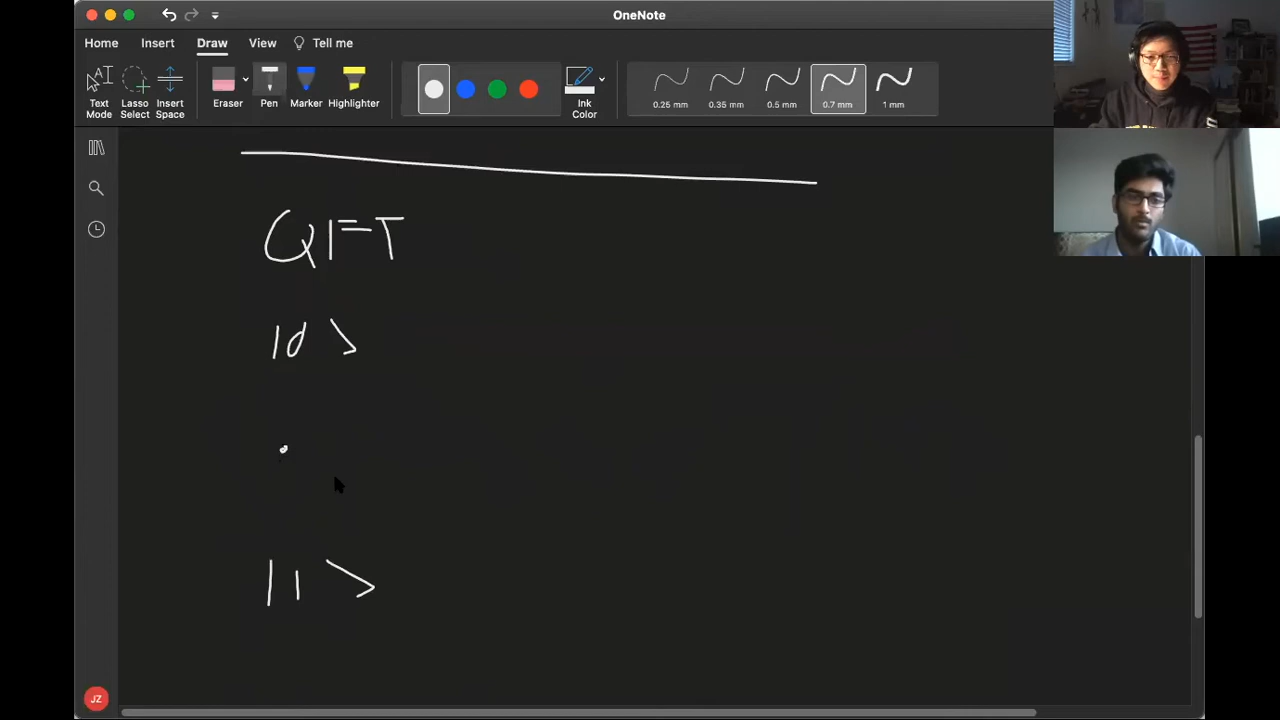 OneNote
Home Insert Draw View Tell me
Text Mode
Lasso Select
Insert Space
Eraser
Pen
Marker
Highlighter
Ink Color
0.25 mm
0.35 mm
0.5 mm
0.7 mm
1 mm
QFT
|0>
|1>
JZ